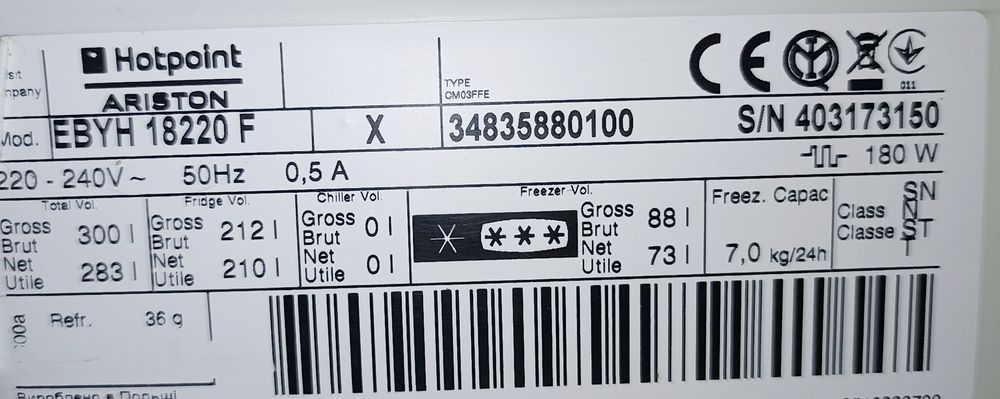 Hotpoint
ARISTON
TYPE
CM03FFE
011
Mod. EBYH 18220 F X 34835880100 S/N 403173150
220 - 240V ~ 50Hz 0,5 A 180 W
Total Vol. Fridge Vol. Chiller Vol. Freezer Vol. Freez. Capac
Gross Brut 300 l Gross Brut 212 l Gross Brut 0 l Gross Brut 88 l
Net Utile 283 l Net Utile 210 l 0 l Net Utile 73 l 7,0 kg/24h
Class Classe SN N ST T
Refr. 36 g
Вироблено в Польщі